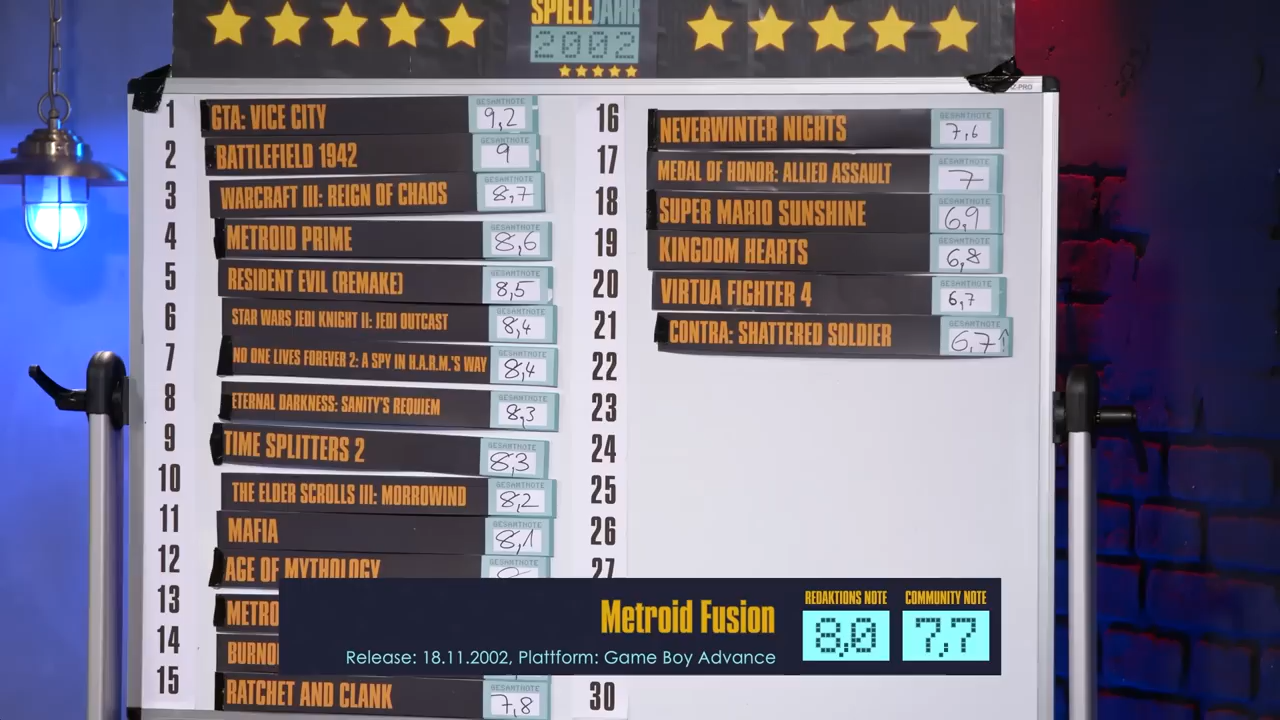 SPIELEJAHR
2002
Z-PRO
1 GTA: VICE CITY GESAMTNOTE 9,2
2 BATTLEFIELD 1942 GESAMTNOTE 9
3 WARCRAFT III: REIGN OF CHAOS GESAMTNOTE 8,7
4 METROID PRIME GESAMTNOTE 8,6
5 RESIDENT EVIL (REMAKE) GESAMTNOTE 8,5
6 STAR WARS JEDI KNIGHT II: JEDI OUTCAST GESAMTNOTE 8,4
7 NO ONE LIVES FOREVER 2: A SPY IN H.A.R.M.'S WAY GESAMTNOTE 8,4
8 ETERNAL DARKNESS: SANITY'S REQUIEM GESAMTNOTE 8,3
9 TIME SPLITTERS 2 GESAMTNOTE 8,3
10 THE ELDER SCROLLS III: MORROWIND GESAMTNOTE 8,2
11 MAFIA GESAMTNOTE 8,1
12 AGE OF MYTHOLOGY GESAMTNOTE
13 METRO
14 BURNO
15 RATCHET AND CLANK GESAMTNOTE 7,8
16 NEVERWINTER NIGHTS GESAMTNOTE 7,6
17 MEDAL OF HONOR: ALLIED ASSAULT GESAMTNOTE 7
18 SUPER MARIO SUNSHINE GESAMTNOTE 6,9
19 KINGDOM HEARTS GESAMTNOTE 6,8
20 VIRTUA FIGHTER 4 GESAMTNOTE 6,7
21 CONTRA: SHATTERED SOLDIER GESAMTNOTE 6,7↑
22
23
24
25
26
27
30
Metroid Fusion
Release: 18.11.2002, Plattform: Game Boy Advance
REDAKTIONS NOTE 8,0
COMMUNITY NOTE 7,7